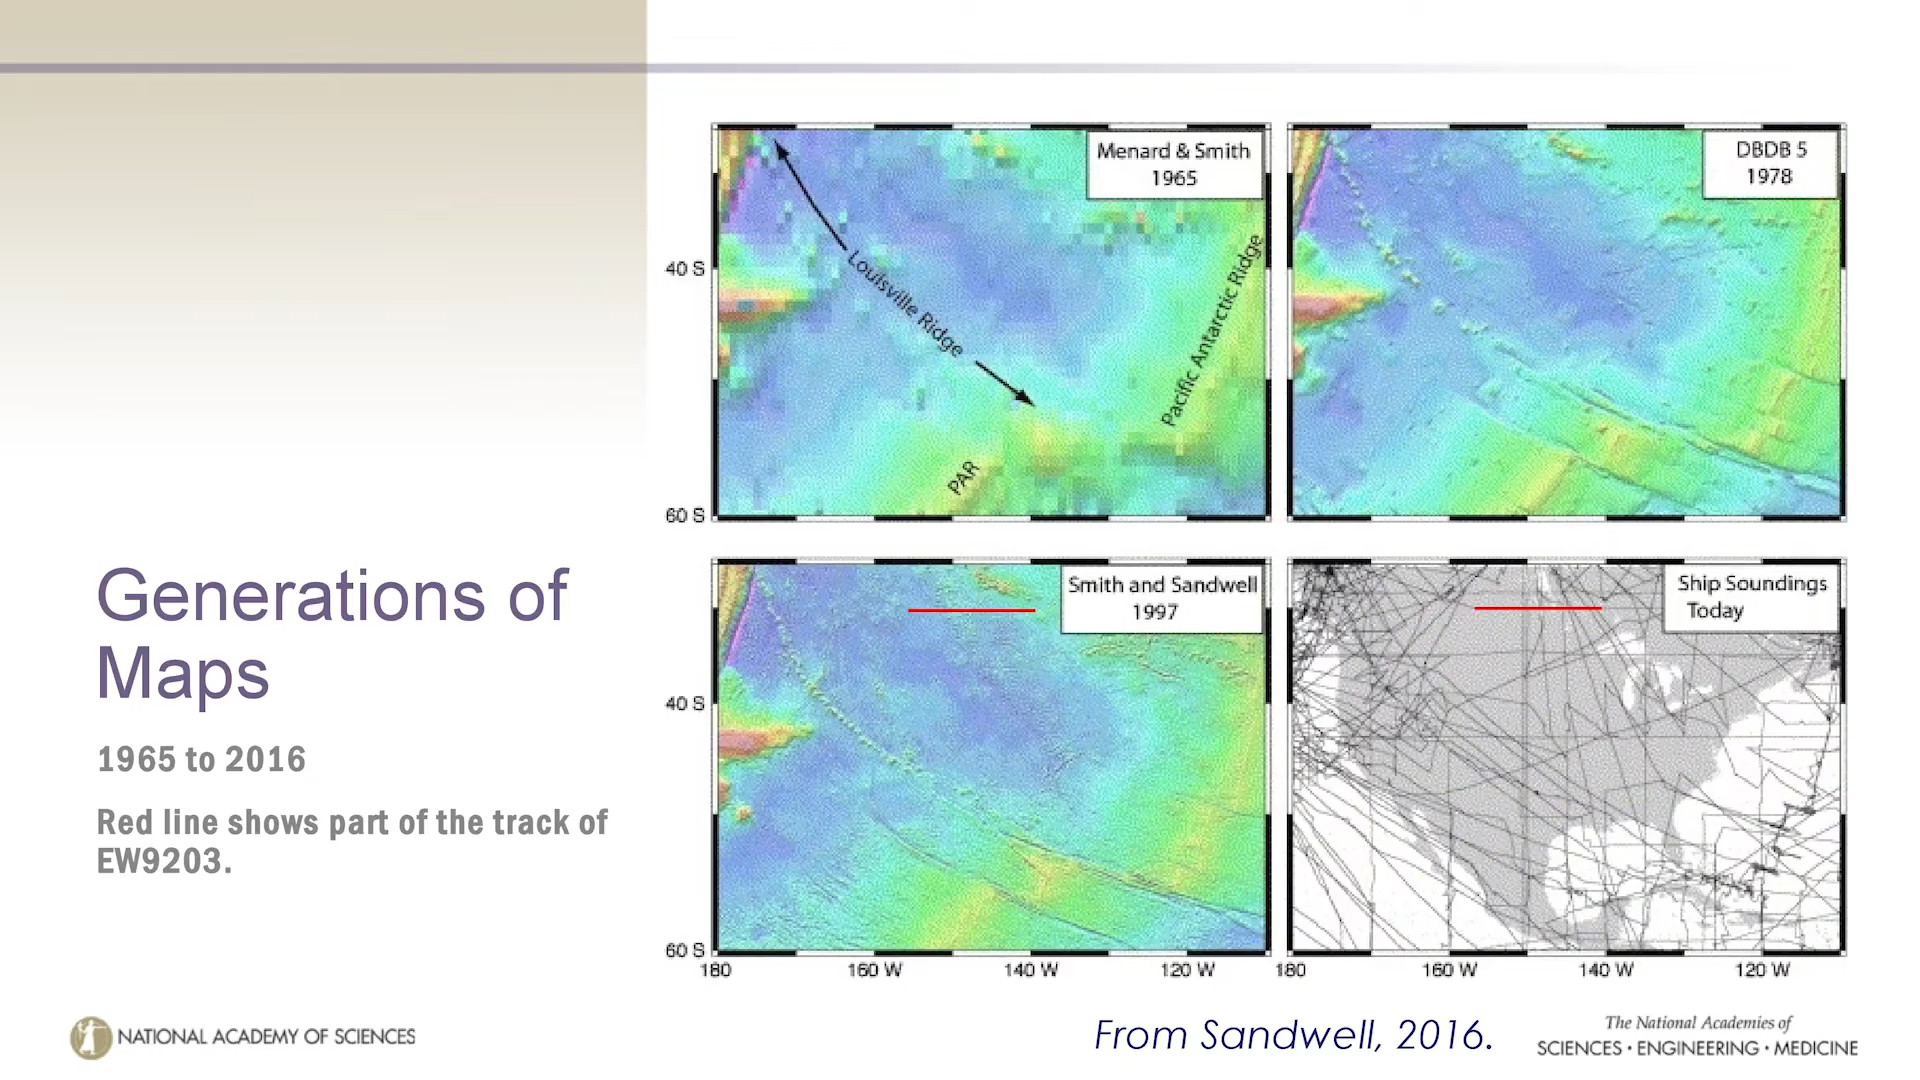 Generations of
Maps
1965 to 2016
Red line shows part of the track of
EW9203.
Menard & Smith
1965
Louisville Ridge
Pacific Antarctic Ridge
PAR
40 S
60 S
DBDB 5
1978
Smith and Sandwell
1997
40 S
60 S
180
160 W
140 W
120 W
Ship Soundings
Today
180
160 W
140 W
120 W
From Sandwell, 2016.
NATIONAL ACADEMY OF SCIENCES
The National Academies of
SCIENCES • ENGINEERING • MEDICINE